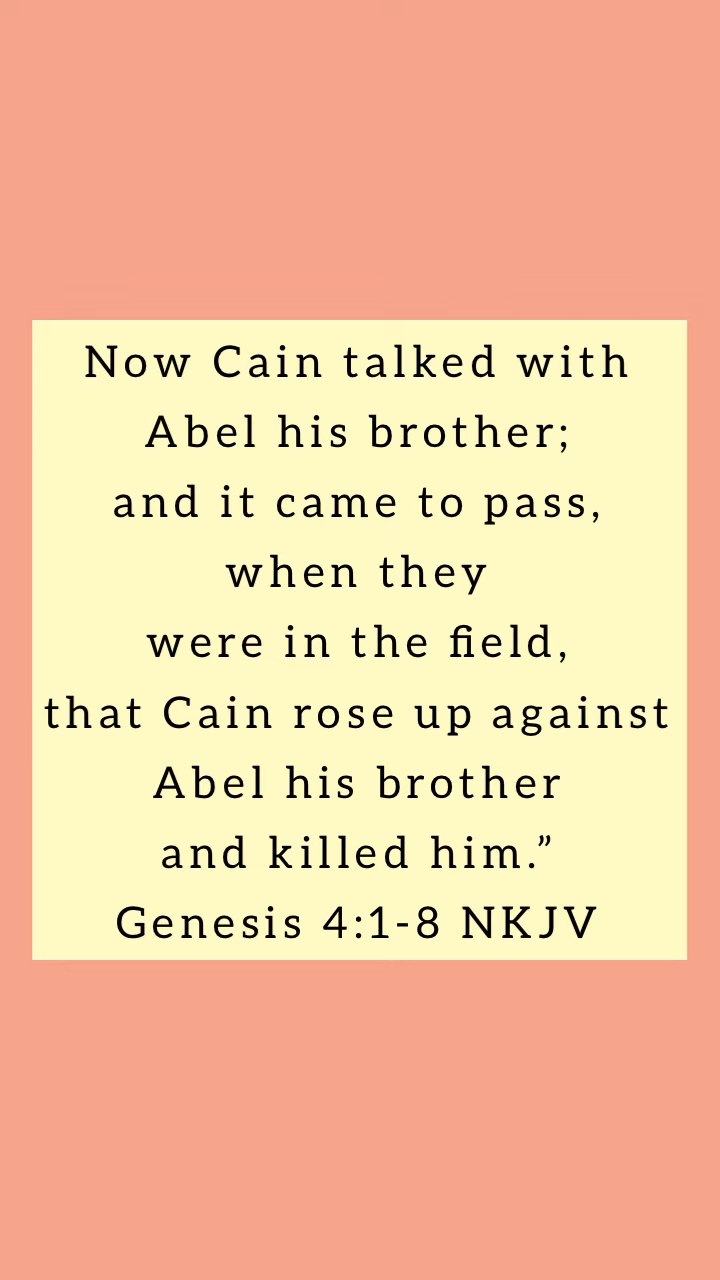 Now Cain talked with
Abel his brother;
and it came to pass,
when they
were in the field,
that Cain rose up against
Abel his brother
and killed him.”
Genesis 4:1-8 NKJV